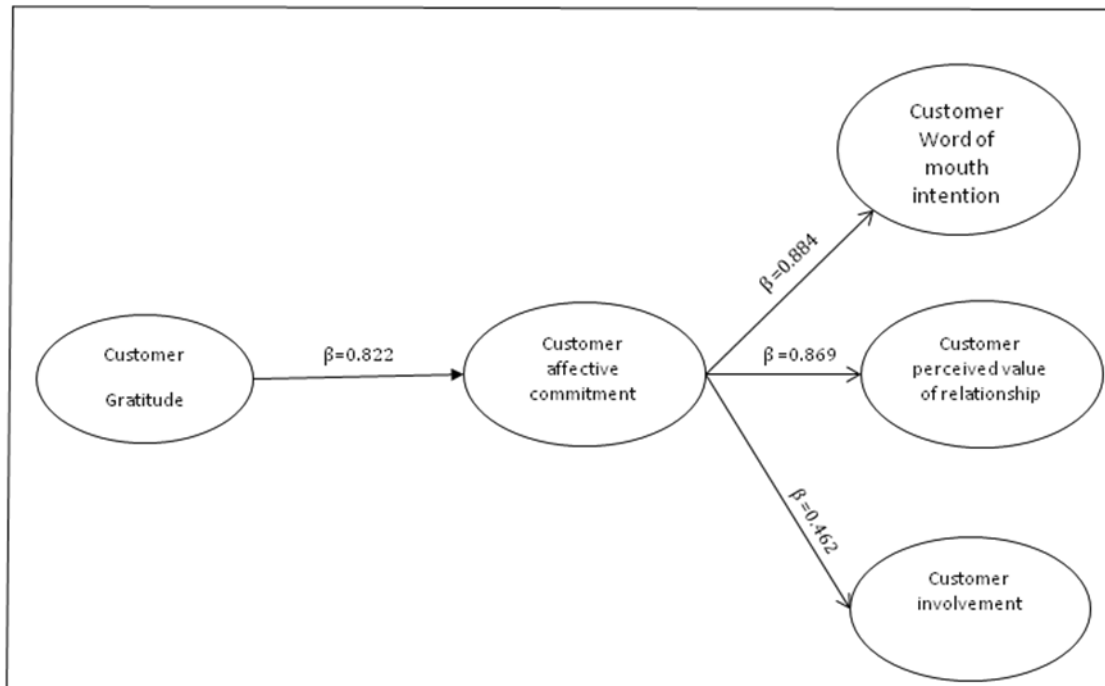 Customer
Word of
mouth
intention
β=0.884
Customer
Gratitude
β=0.822
Customer
affective
commitment
β=0.869
Customer
perceived value
of relationship
β=0.462
Customer
involvement